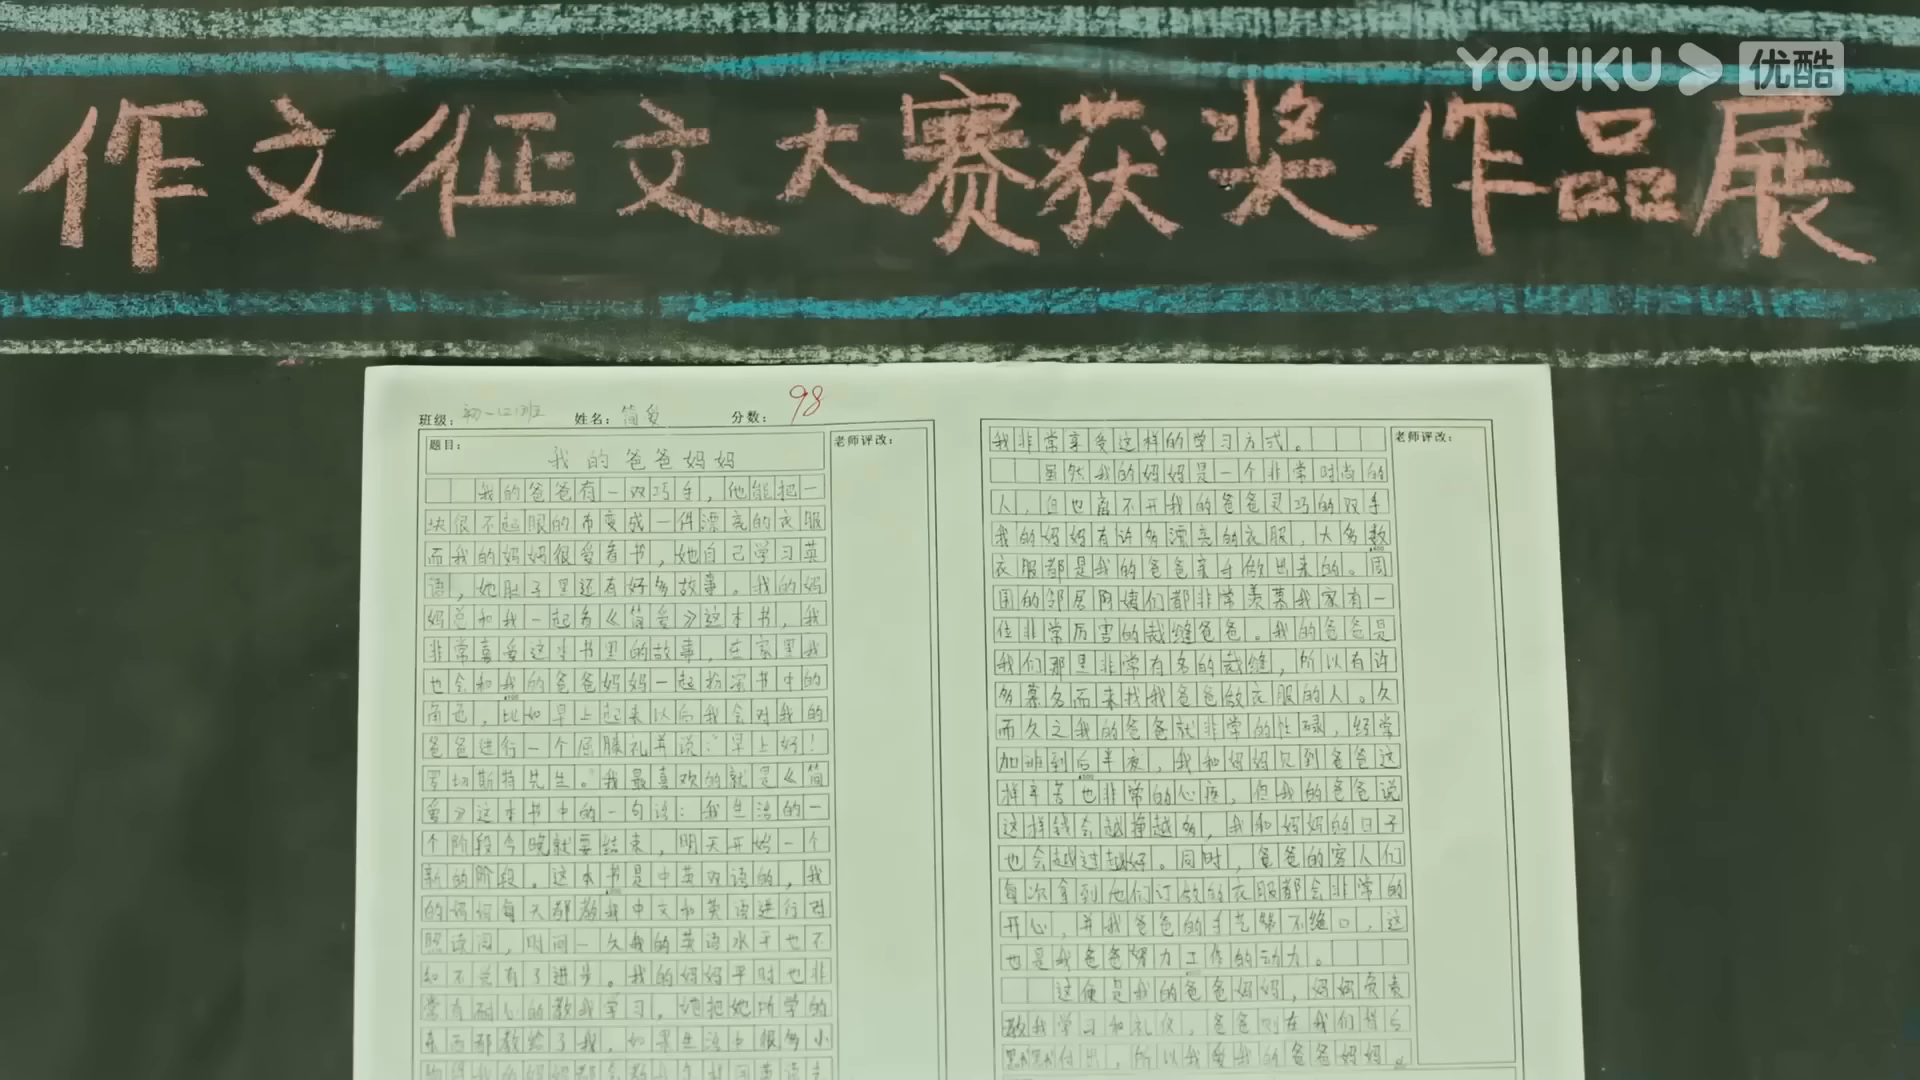 YOUKU 优酷
作文征文大赛获奖作品展
班级：初一(2)班 姓名：简爱 分数：98
题目：
老师评改：
我的爸爸妈妈
我的爸爸有一双巧手，他能把一
块很不起眼的布变成一件漂亮的衣服
而我的妈妈很爱看书，她自己学习英
语，她肚子里还有好多故事。我的妈
妈总和我一起看《简爱》这本书，我
非常喜爱这本书里的故事，在家里我
也会和我的爸爸妈妈一起扮演书中的
角色，比如早上起来以后我会对我的
爸爸进行一个屈膝礼并说：早上好！
罗切斯特先生。"我最喜欢的就是《简
爱》这本书中的一句话：我生活的一
个阶段今晚就要结束，明天开始一个
新的阶段。这本书是中英双语的，我
的妈妈每天都教我中文和英语进行对
照读阅，时间一久我的英语水平也不
知不觉有了进步。我的妈妈平时也非
常有耐心的教我学习，她把她所学的
东西都教给了我，如果生活中很多小
我非常享受这样的学习方式。
老师评改：
虽然我的妈妈是一个非常时尚的
人，但也离不开我的爸爸灵巧的双手
我的妈妈有许多漂亮的衣服，大多数
衣服都是我的爸爸亲手做出来的。周
围的邻居阿姨们都非常羡慕我家有一
位非常厉害的裁缝爸爸。我的爸爸是
我们那里非常有名的裁缝，所以有许
多慕名而来找我爸爸做衣服的人。久
而久之我的爸爸就非常的忙碌，经常
加班到后半夜，我和妈妈见到爸爸这
样辛苦也非常的心疼，但我的爸爸说
这样钱会越挣越多，我和妈妈的日子
也会越过越好。同时，爸爸的客人们
每次拿到他们订做的衣服都会非常的
开心，并我爸爸的手艺赞不绝口，这
也是我爸爸努力工作的动力。
这便是我的爸爸妈妈，妈妈负责
教我学习和礼仪，爸爸则在我们背后
默默付出，所以我爱我的爸爸妈妈。